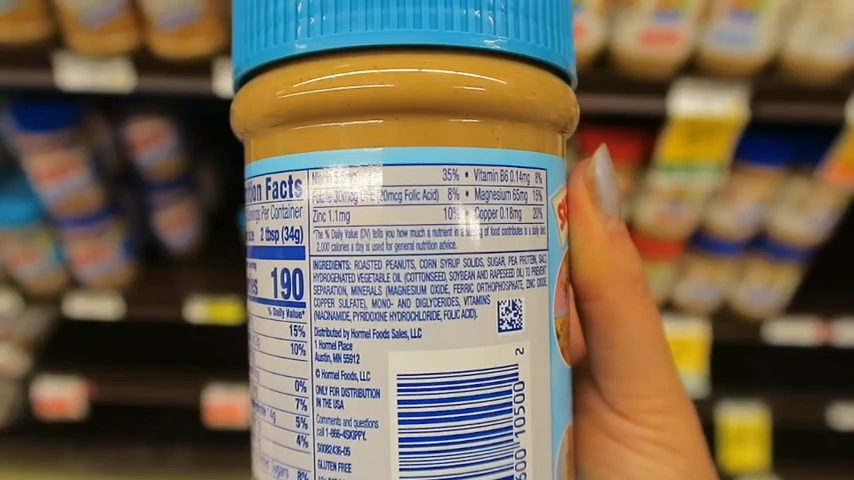 tion Facts
Per Container
2 tbsp (34g)
190
% Daily Value*
15%
10%
0%
7%
5%
4%
8%
35% • Vitamin B6 0.14mg 8%
(20mcg Folic Acid) 8% • Magnesium 65mg 15%
Zinc 1.1mg 10% • Copper 0.18mg 20%
*The % Daily Value (DV) tells you how much a nutrient in a serving of food contributes to a daily diet.
2,000 calories a day is used for general nutrition advice.
INGREDIENTS: ROASTED PEANUTS, CORN SYRUP SOLIDS, SUGAR, PEA PROTEIN, SALT,
HYDROGENATED VEGETABLE OIL (COTTONSEED, SOYBEAN AND RAPESEED OIL) TO PREVENT
SEPARATION, MINERALS (MAGNESIUM OXIDE, FERRIC ORTHOPHOSPHATE, ZINC OXIDE,
COPPER SULFATE), MONO- AND DIGLYCERIDES, VITAMINS
(NIACINAMIDE, PYRIDOXINE HYDROCHLORIDE, FOLIC ACID).
Distributed by Hormel Foods Sales, LLC
1 Hormel Place
Austin, MN 55912
© Hormel Foods, LLC
ONLY FOR DISTRIBUTION
IN THE USA
Comments and questions
call 1-866-4SKIPPY.
GLUTEN FREE
500 10500 2